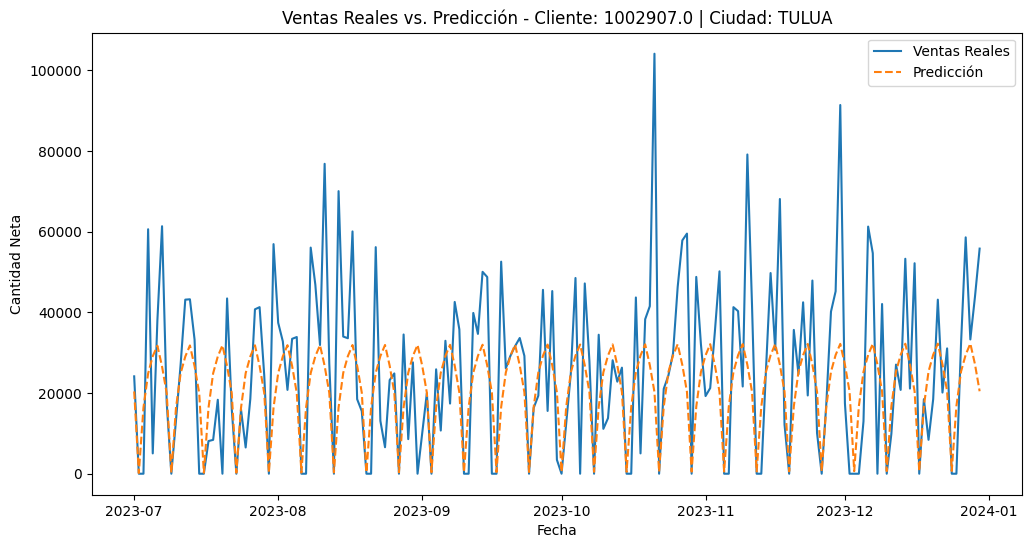 Ventas Reales vs. Predicción - Cliente: 1002907.0 | Ciudad: TULUA
Ventas Reales
Predicción
Cantidad Neta
100000
80000
60000
40000
20000
0
2023-07
2023-08
2023-09
2023-10
2023-11
2023-12
2024-01
Fecha